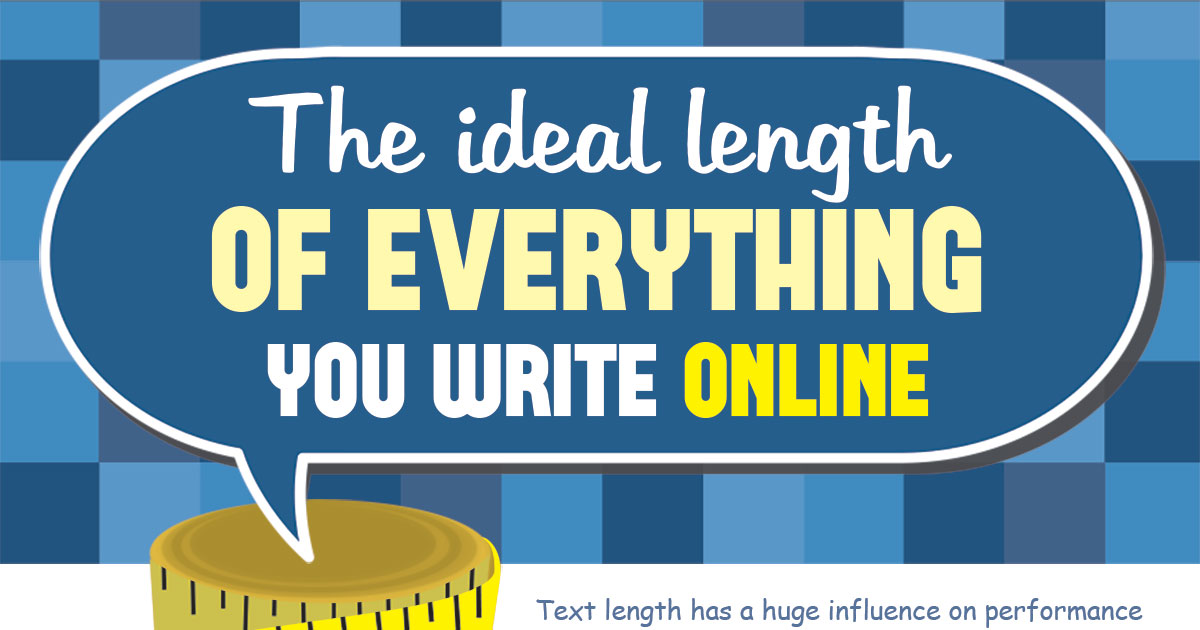 The ideal length
OF EVERYTHING
YOU WRITE ONLINE
Text length has a huge influence on performance